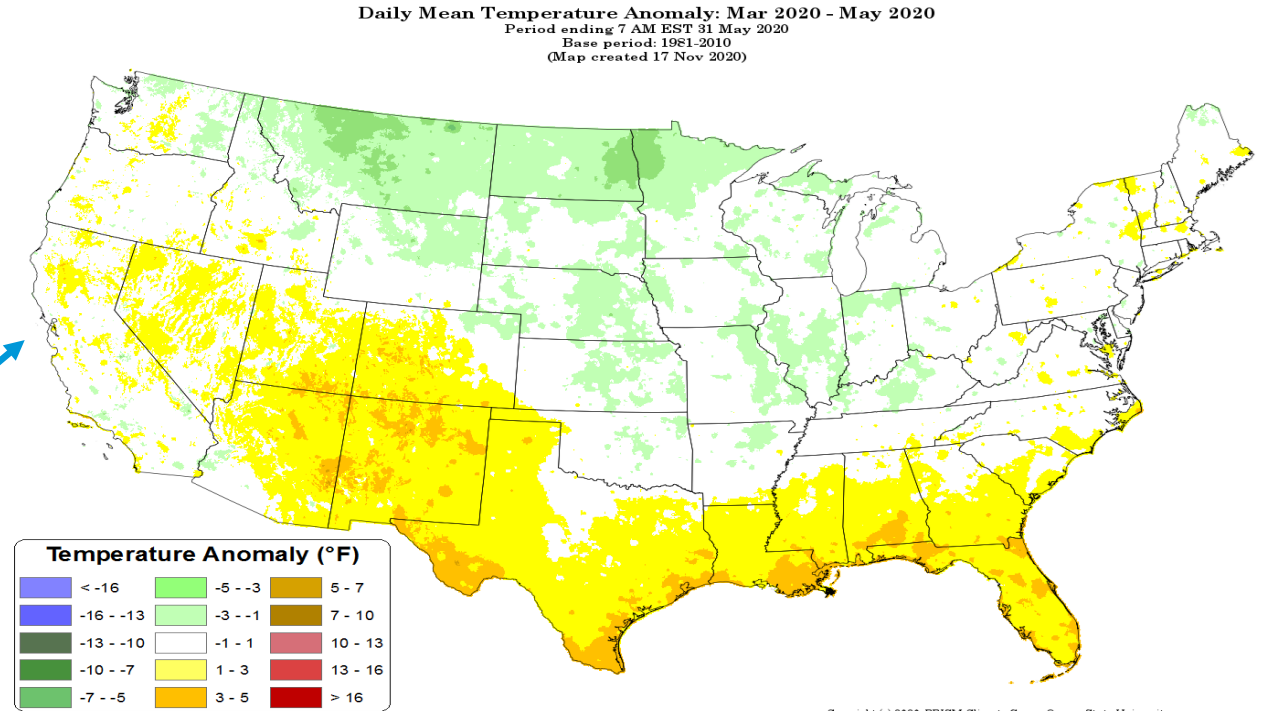 Daily Mean Temperature Anomaly: Mar 2020 - May 2020
Period ending 7 AM EST 31 May 2020
Base period: 1981-2010
(Map created 17 Nov 2020)
Temperature Anomaly (°F)
< -16
-16 - -13
-13 - -10
-10 - -7
-7 - -5
-5 - -3
-3 - -1
-1 - 1
1 - 3
3 - 5
5 - 7
7 - 10
10 - 13
13 - 16
> 16